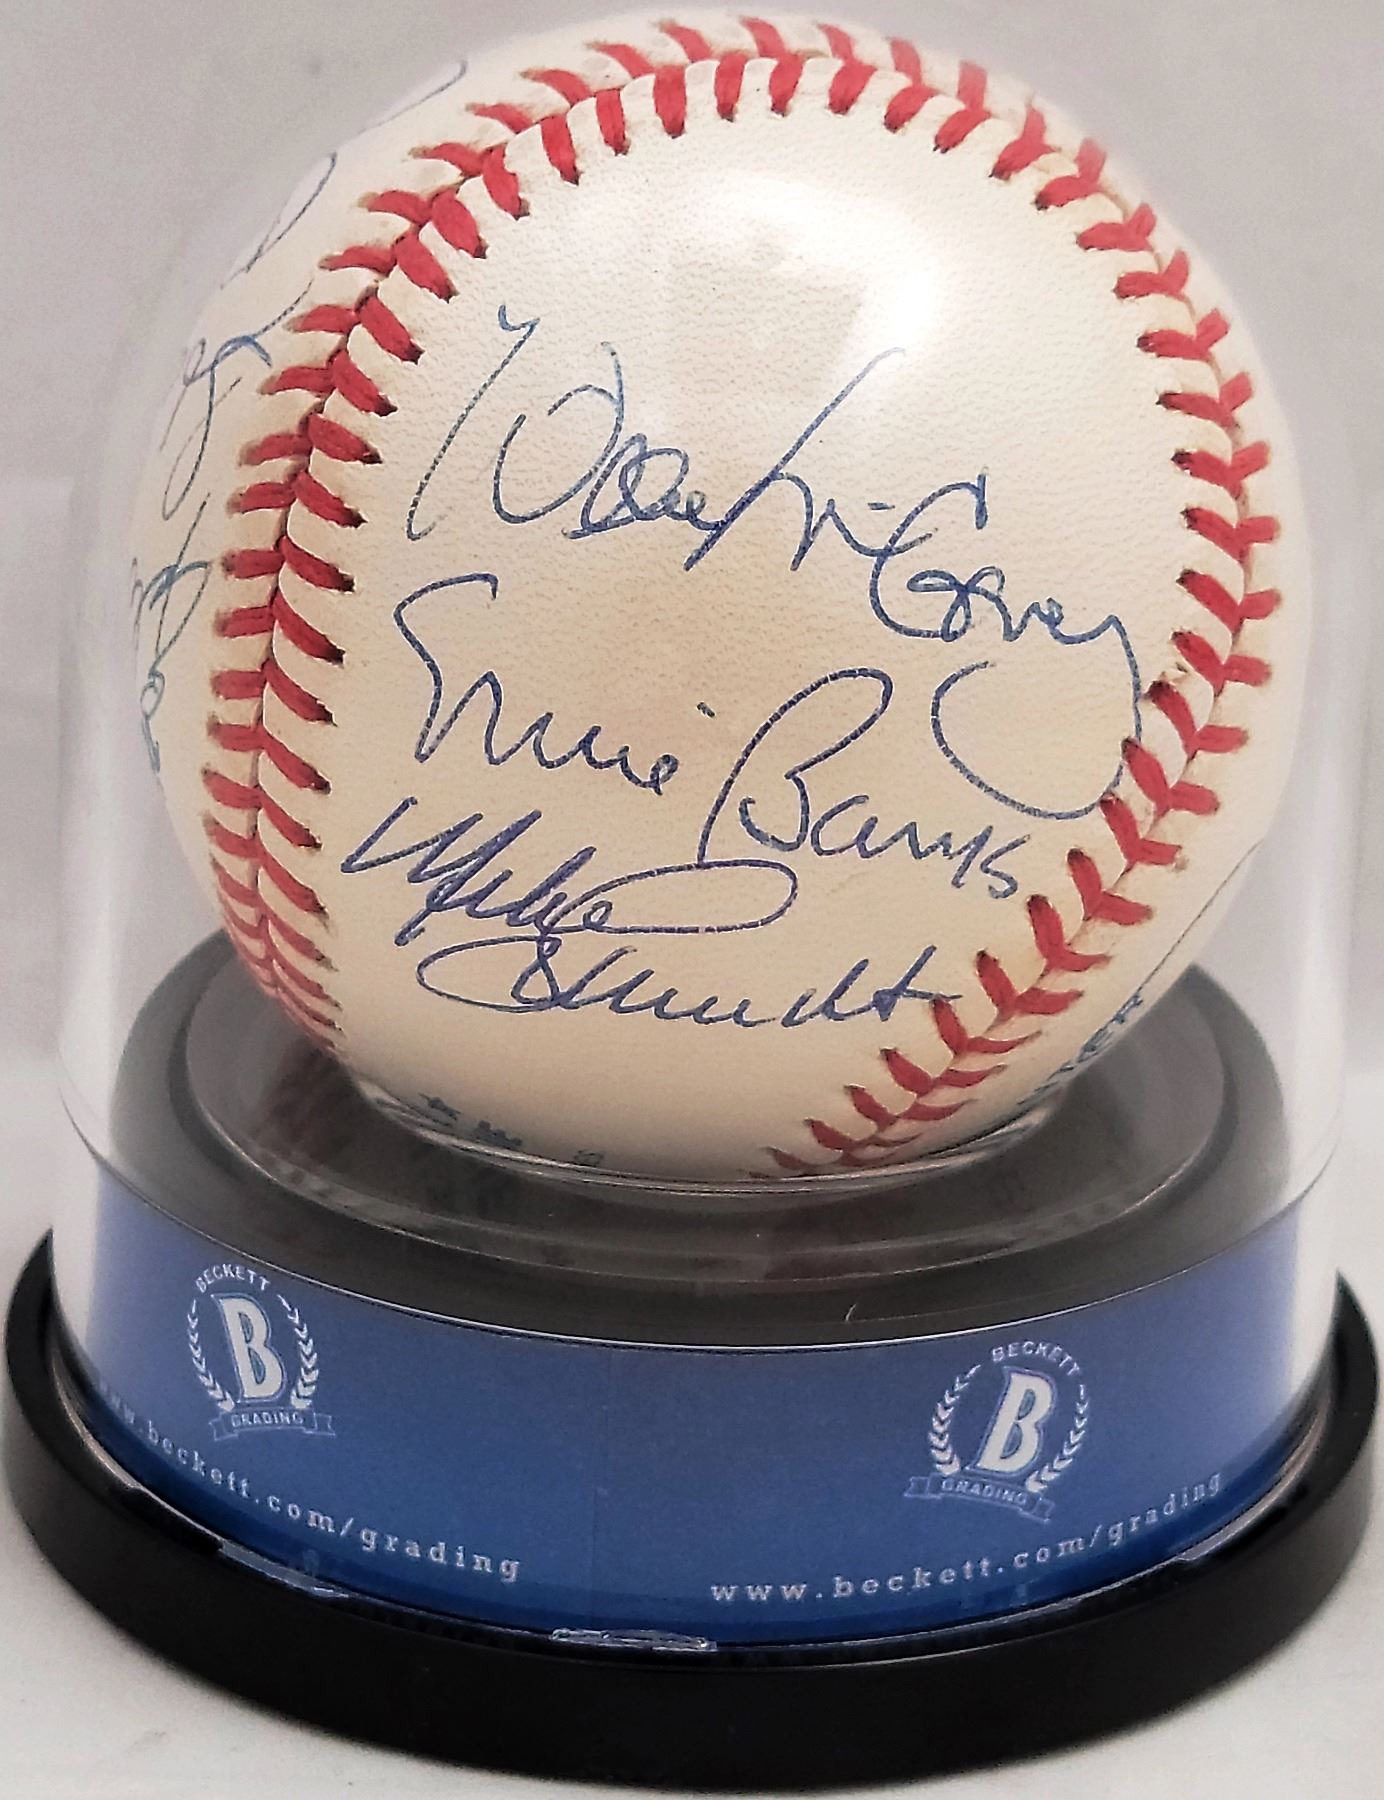 Willie McCovey
Ernie Banks
Mike
Schmidt
BECKETT
B
GRADING
www.beckett.com/grading
BECKETT
B
GRADING
www.beckett.com/grading